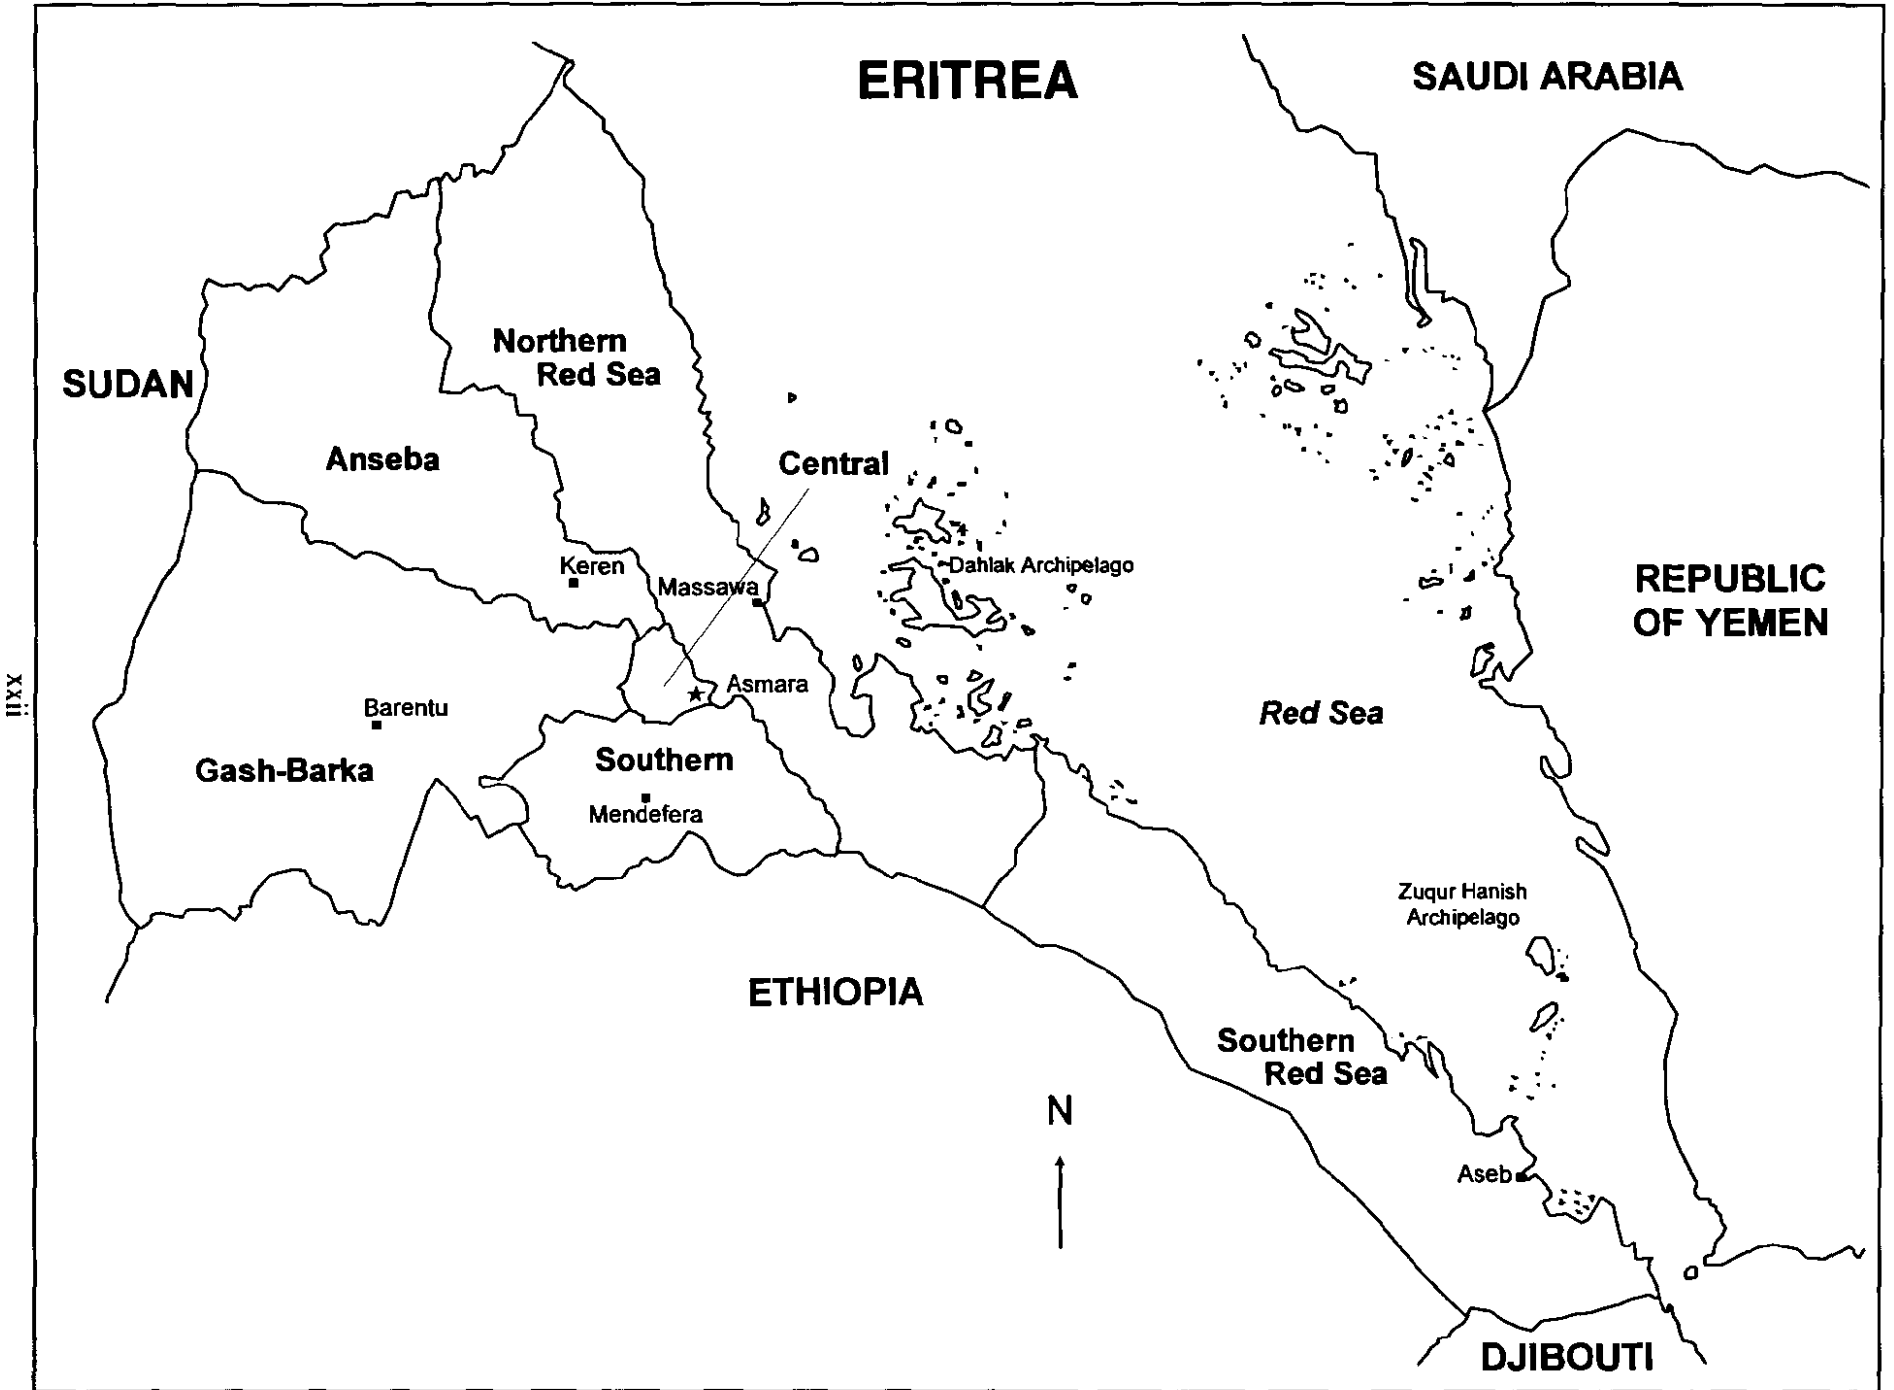 ERITREA
SAUDI ARABIA
Northern
Red Sea
SUDAN
Anseba
Central
Keren
Massawa
Dahlak Archipelago
REPUBLIC
OF YEMEN
xxii
Asmara
Barentu
Red Sea
Gash-Barka
Southern
Mendefera
Zuqur Hanish
Archipelago
ETHIOPIA
Southern
Red Sea
N
Aseb
DJIBOUTI